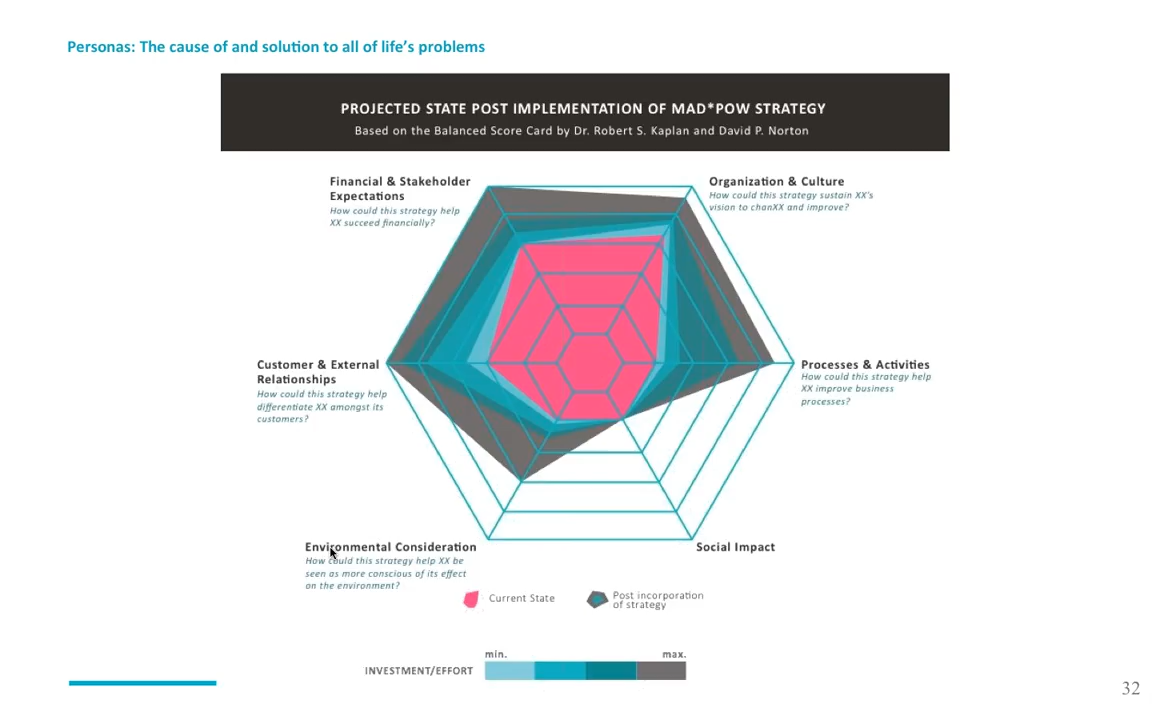 Personas: The cause of and solution to all of life's problems
PROJECTED STATE POST IMPLEMENTATION OF MAD*POW STRATEGY
Based on the Balanced Score Card by Dr. Robert S. Kaplan and David P. Norton
Financial & Stakeholder
Expectations
How could this strategy help
XX succeed financially?
Organization & Culture
How could this strategy sustain XX's
vision to chanXX and improve?
Customer & External
Relationships
How could this strategy help
differentiate XX amongst its
customers?
Processes & Activities
How could this strategy help
XX improve business
processes?
Environmental Consideration
How could this strategy help XX be
seen as more conscious of its effect
on the environment?
Social Impact
Current State
Post incorporation
of strategy
min.
max.
INVESTMENT/EFFORT
32